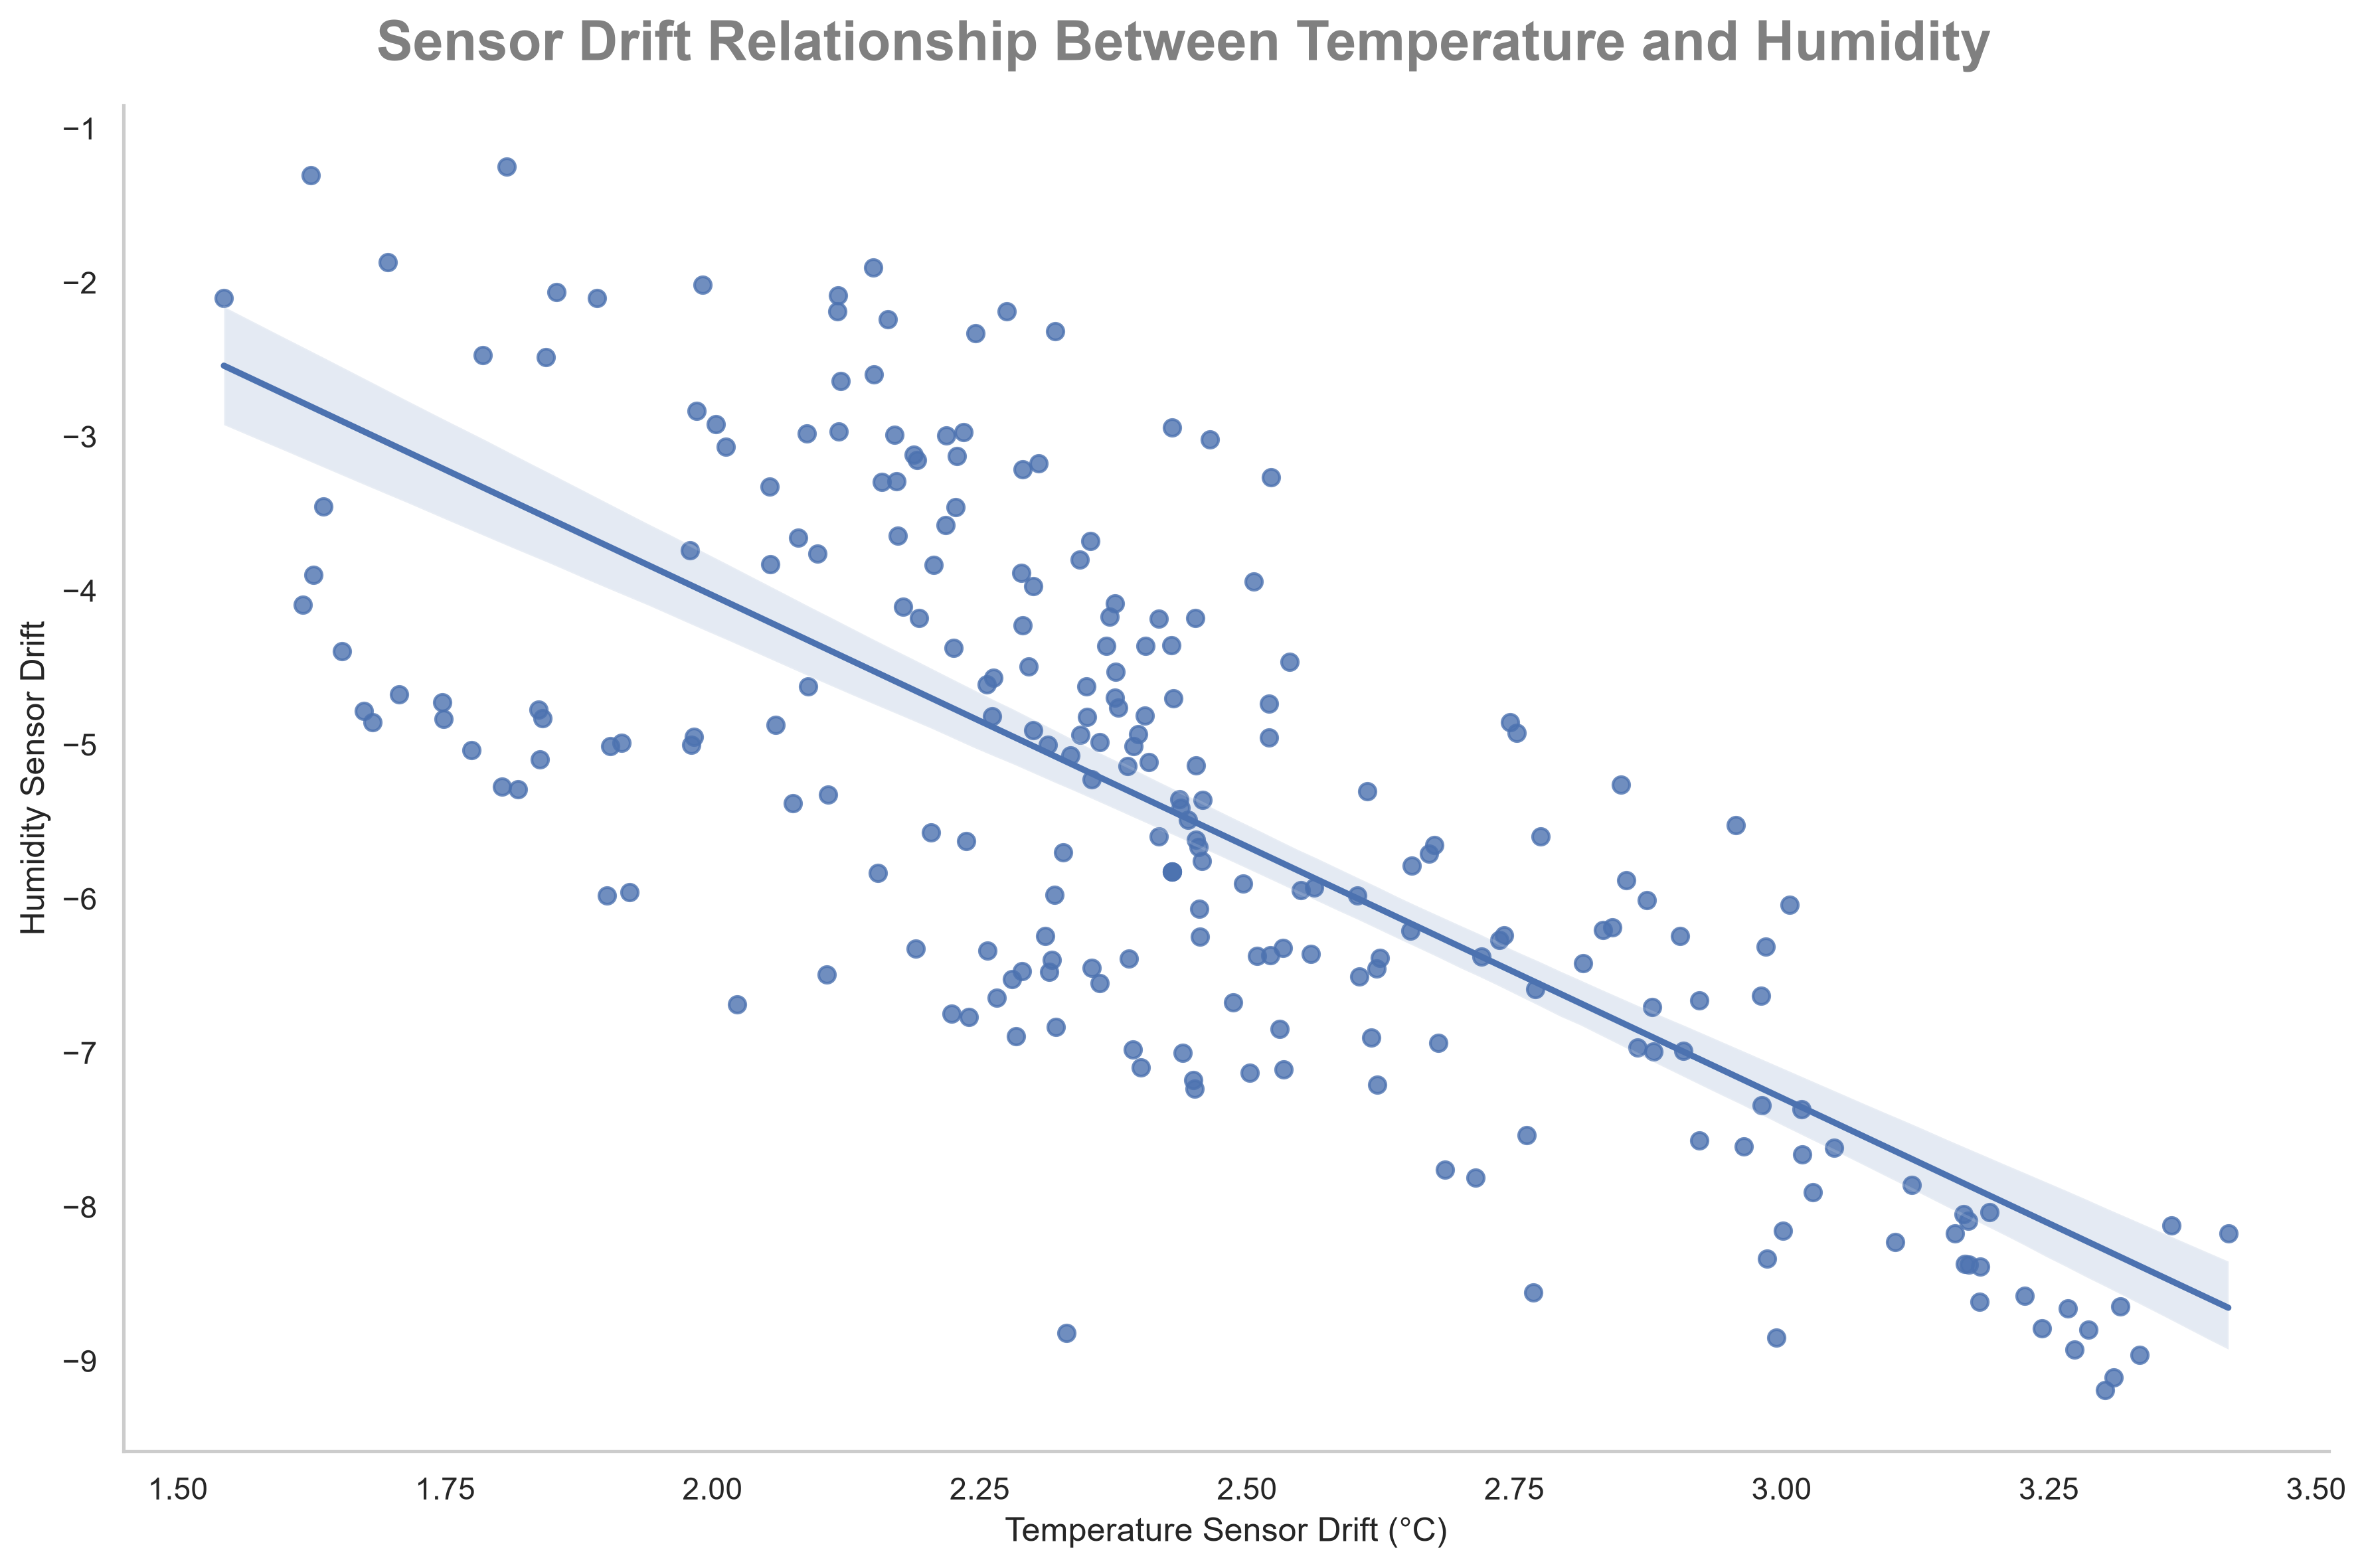 Sensor Drift Relationship Between Temperature and Humidity
−1
−2
−3
−4
−5
−6
−7
−8
−9
Humidity Sensor Drift
1.50 1.75 2.00 2.25 2.50 2.75 3.00 3.25 3.50
Temperature Sensor Drift (°C)